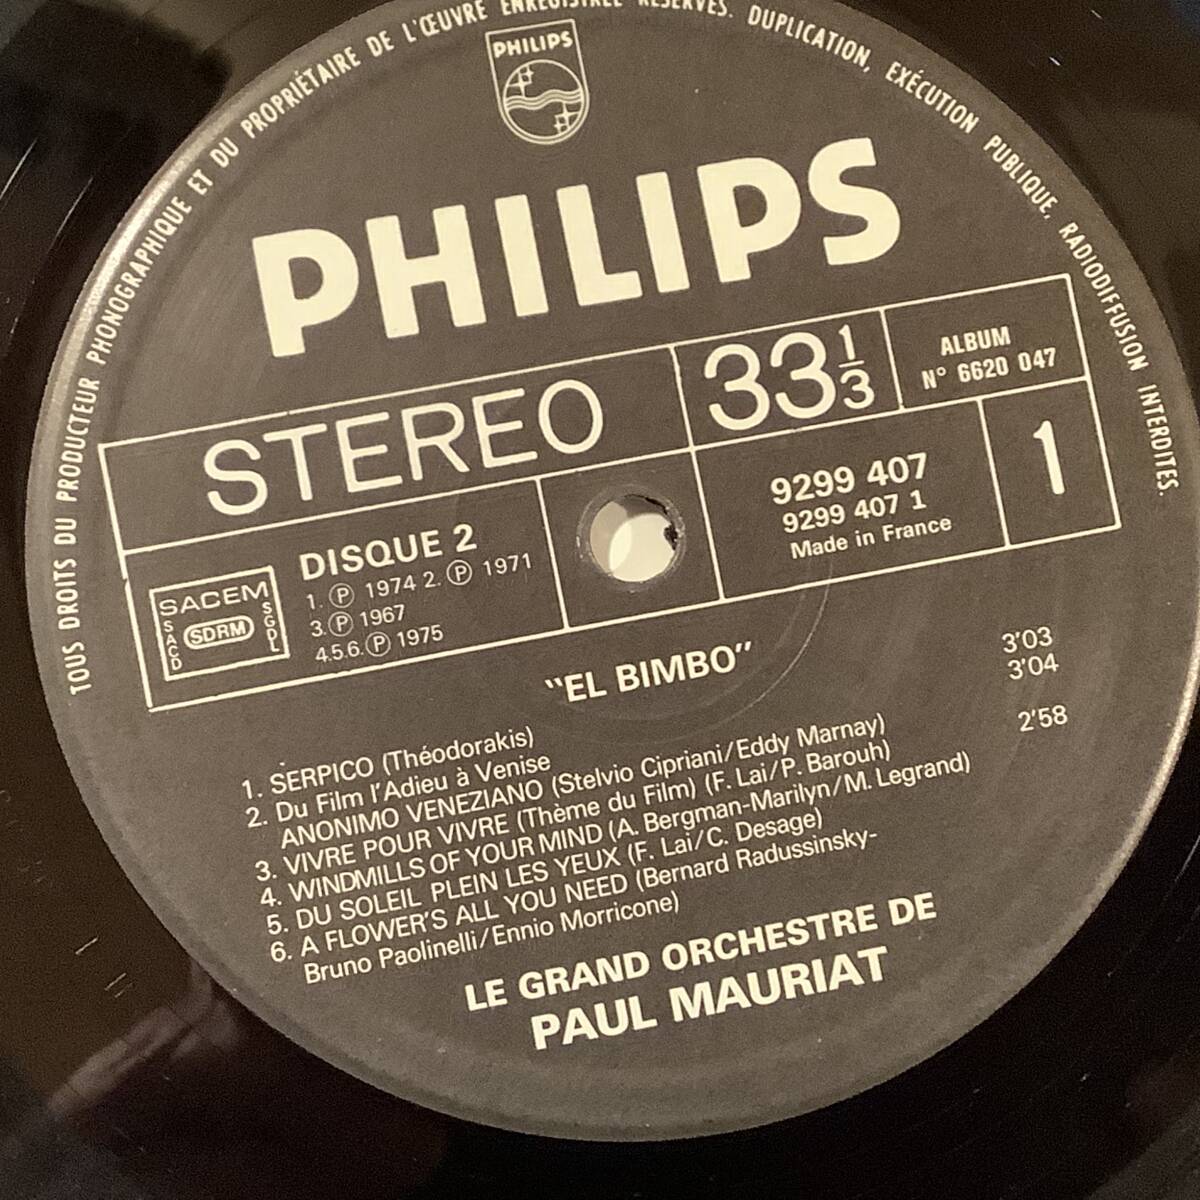 TOUS DROITS DU PRODUCTEUR PHONOGRAPHIQUE ET DU PROPRIÉTAIRE DE L'ŒUVRE ENREGISTRÉE RÉSERVÉS. DUPLICATION, EXÉCUTION PUBLIQUE, RADIODIFFUSION INTERDITES.
PHILIPS
PHILIPS
STEREO
33 1/3
ALBUM
N° 6620 047
DISQUE 2
1. Ⓟ 1974 2. Ⓟ 1971
3. Ⓟ 1967
4.5.6. Ⓟ 1975
SACEM
SACD
SDRM
SGDL
9299 407
9299 407 1
Made in France
1
"EL BIMBO"
1. SERPICO (Théodorakis) 3'03
2. Du Film l'Adieu à Venise 3'04
ANONIMO VENEZIANO (Stelvio Cipriani/Eddy Marnay)
3. VIVRE POUR VIVRE (Thème du Film) (F. Lai/P. Barouh) 2'58
4. WINDMILLS OF YOUR MIND (A. Bergman-Marilyn/M. Legrand)
5. DU SOLEIL PLEIN LES YEUX (F. Lai/C. Desage)
6. A FLOWER'S ALL YOU NEED (Bernard Radussinsky-
Bruno Paolinelli/Ennio Morricone)
LE GRAND ORCHESTRE DE
PAUL MAURIAT